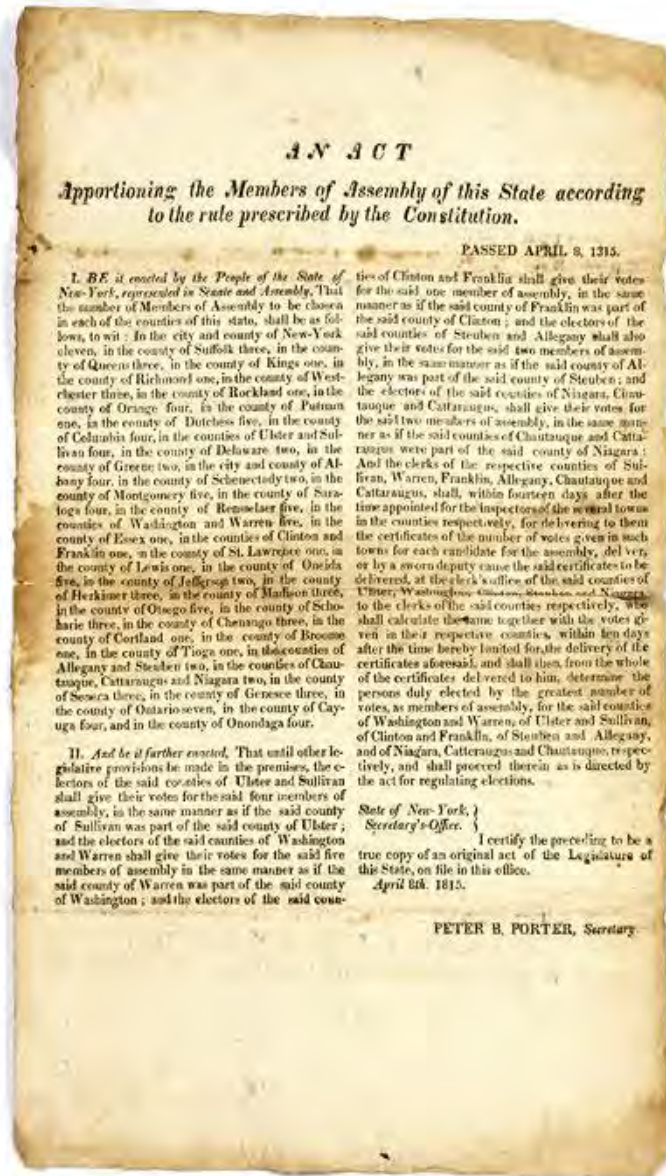 AN ACT
Apportioning the Members of Assembly of this State according
to the rule prescribed by the Constitution.
PASSED APRIL 8, 1815.
I. BE it enacted by the People of the State of
New-York, represented in Senate and Assembly, That
the number of Members of Assembly to be chosen
in each of the counties of this state, shall be as fol-
lows, to wit: In the city and county of New-York
eleven, in the county of Suffolk three, in the coun-
ty of Queens three, in the county of Kings one, in
the county of Richmond one, in the county of West-
chester three, in the county of Rockland one, in the
county of Orange four, in the county of Putnam
one, in the county of Dutchess five, in the county
of Columbia four, in the counties of Ulster and Sul-
livan four, in the county of Delaware two, in the
county of Greene two, in the city and county of Al-
bany four, in the county of Schenectady two, in the
county of Montgomery five, in the county of Sara-
toga four, in the county of Rensselaer five, in the
counties of Washington and Warren five, in the
county of Essex one, in the counties of Clinton and
Franklin one, in the county of St. Lawrence one, in
the county of Lewis one, in the county of Oneida
five, in the county of Jefferson two, in the county
of Herkimer three, in the county of Madison three,
in the county of Otsego five, in the county of Scho-
harie three, in the county of Chenango three, in the
county of Cortland one, in the county of Broome
one, in the county of Tioga one, in the counties of
Allegany and Steuben two, in the counties of Chau-
tauque, Cattaraugus and Niagara two, in the county
of Seneca three, in the county of Genesee three, in
the county of Ontario seven, in the county of Cay-
uga four, and in the county of Onondaga four.
II. And be it further enacted, That until other le-
gislative provisions be made in the premises, the e-
lectors of the said counties of Ulster and Sullivan
shall give their votes for the said four members of
assembly, in the same manner as if the said county
of Sullivan was part of the said county of Ulster;
and the electors of the said counties of Washington
and Warren shall give their votes for the said five
members of assembly in the same manner as if the
said county of Warren was part of the said county
of Washington; and the electors of the said coun-
ties of Clinton and Franklin shall give their votes
for the said one member of assembly, in the same
manner as if the said county of Franklin was part of
the said county of Clinton; and the electors of the
said counties of Steuben and Allegany shall also
give their votes for the said two members of assem-
bly, in the same manner as if the said county of Al-
legany was part of the said county of Steuben; and
the electors of the said counties of Niagara, Chau-
tauque and Cattaraugus, shall give their votes for
the said two members of assembly, in the same man-
ner as if the said counties of Chautauque and Catta-
raugus were part of the said county of Niagara:
And the clerks of the respective counties of Sul-
livan, Warren, Franklin, Allegany, Chautauque and
Cattaraugus, shall, within fourteen days after the
time appointed for the inspectors of the several towns
in the counties respectively, for delivering to them
the certificates of the number of votes given in such
towns for each candidate for the assembly, deliver,
or by a sworn deputy cause the said certificates to be
delivered, at the clerk's office of the said counties of
Ulster, Washington, Clinton, Steuben and Niagara,
to the clerks of the said counties respectively, who
shall calculate the same together with the votes gi-
ven in their respective counties, within ten days
after the time hereby limited for the delivery of the
certificates aforesaid, and shall then, from the whole
of the certificates delivered to him, determine the
persons duly elected by the greatest number of
votes, as members of assembly, for the said counties
of Washington and Warren, of Ulster and Sullivan,
of Clinton and Franklin, of Steuben and Allegany,
and of Niagara, Catteraugus and Chautauque, respec-
tively, and shall proceed therein as is directed by
the act for regulating elections.
State of New-York, }
Secretary's-Office. }
I certify the preceding to be a
true copy of an original act of the Legislature of
this State, on file in this office.
April 8th. 1815.
PETER B. PORTER, Secretary